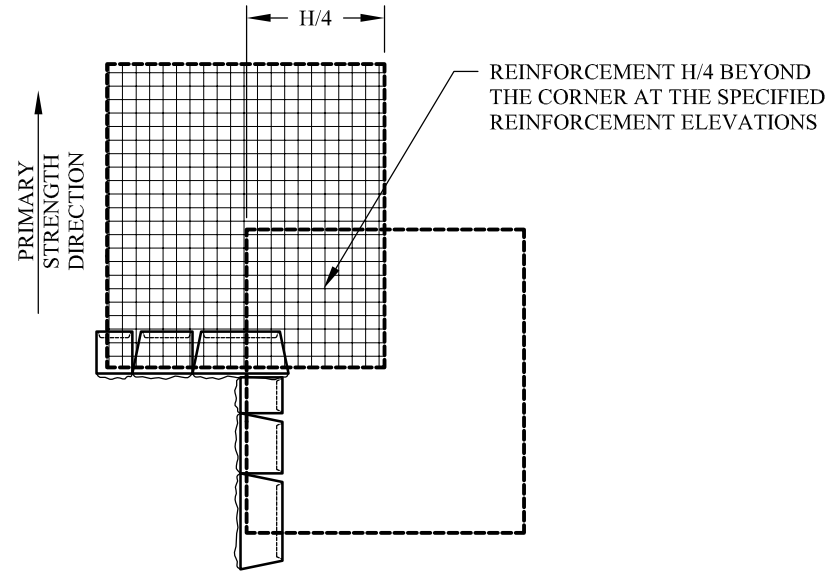 H/4
REINFORCEMENT H/4 BEYOND
THE CORNER AT THE SPECIFIED
REINFORCEMENT ELEVATIONS
PRIMARY
STRENGTH
DIRECTION